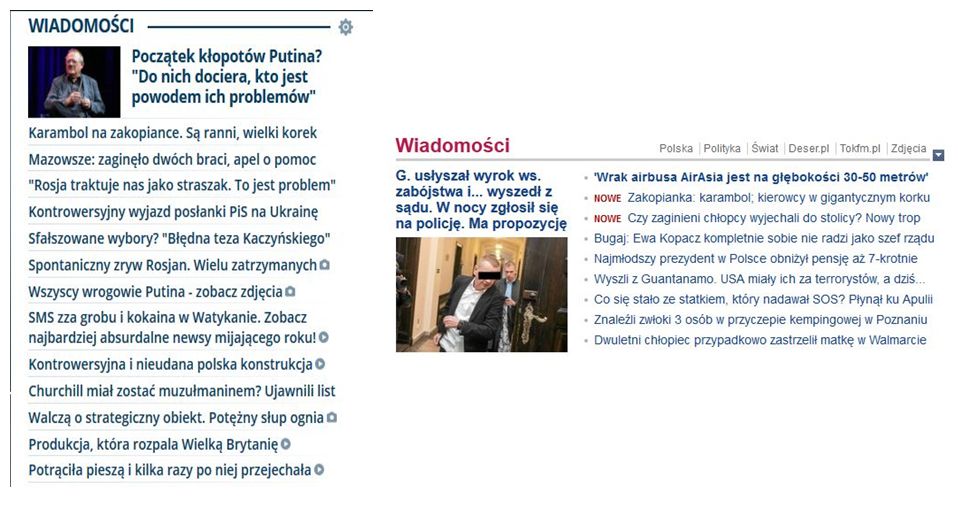 WIADOMOŚCI
Początek kłopotów Putina?
"Do nich dociera, kto jest
powodem ich problemów"
Karambol na zakopiance. Są ranni, wielki korek
Mazowsze: zaginęło dwóch braci, apel o pomoc
"Rosja traktuje nas jako straszak. To jest problem"
Kontrowersyjny wyjazd posłanki PiS na Ukrainę
Sfałszowane wybory? "Błędna teza Kaczyńskiego"
Spontaniczny zryw Rosjan. Wielu zatrzymanych
Wszyscy wrogowie Putina - zobacz zdjęcia
SMS zza grobu i kokaina w Watykanie. Zobacz
najbardziej absurdalne newsy mijającego roku!
Kontrowersyjna i nieudana polska konstrukcja
Churchill miał zostać muzułmaninem? Ujawnili list
Walczą o strategiczny obiekt. Potężny słup ognia
Produkcja, która rozpala Wielką Brytanię
Potrąciła pieszą i kilka razy po niej przejechała
Wiadomości
Polska Polityka Świat Deser.pl Tokfm.pl Zdjęcia
G. usłyszał wyrok ws.
zabójstwa i... wyszedł z
sądu. W nocy zgłosił się
na policję. Ma propozycję
'Wrak airbusa AirAsia jest na głębokości 30-50 metrów'
NOWE Zakopianka: karambol; kierowcy w gigantycznym korku
NOWE Czy zaginieni chłopcy wyjechali do stolicy? Nowy trop
Bugaj: Ewa Kopacz kompletnie sobie nie radzi jako szef rządu
Najmłodszy prezydent w Polsce obniżył pensję aż 7-krotnie
Wyszli z Guantanamo. USA miały ich za terrorystów, a dziś...
Co się stało ze statkiem, który nadawał SOS? Płynął ku Apulii
Znaleźli zwłoki 3 osób w przyczepie kempingowej w Poznaniu
Dwuletni chłopiec przypadkowo zastrzelił matkę w Walmarcie